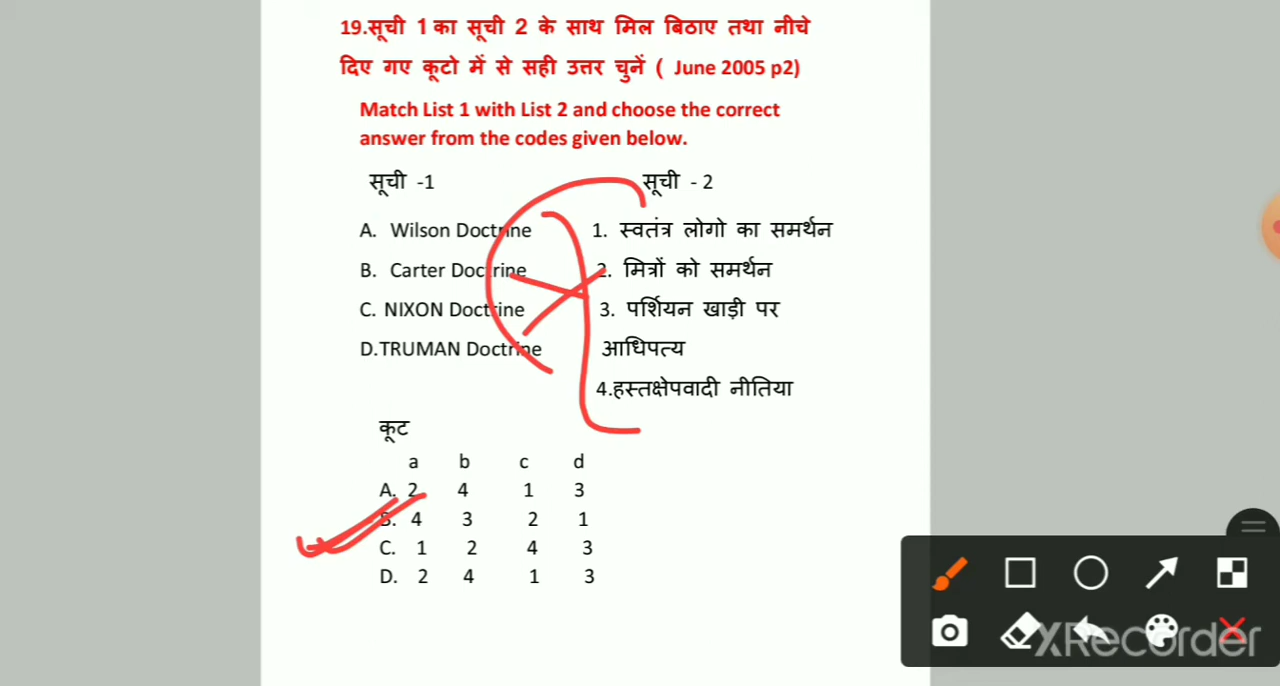 19.सूची 1 का सूची 2 के साथ मिल बिठाए तथा नीचे
दिए गए कूटो में से सही उत्तर चुनें ( June 2005 p2)
Match List 1 with List 2 and choose the correct
answer from the codes given below.
सूची -1 सूची - 2
A. Wilson Doctrine 1. स्वतंत्र लोगो का समर्थन
B. Carter Doctrine 2. मित्रों को समर्थन
C. NIXON Doctrine 3. पर्शियन खाड़ी पर
D.TRUMAN Doctrine आधिपत्य
4.हस्तक्षेपवादी नीतिया
कूट
a b c d
A. 2 4 1 3
B. 4 3 2 1
C. 1 2 4 3
D. 2 4 1 3
XRecorder